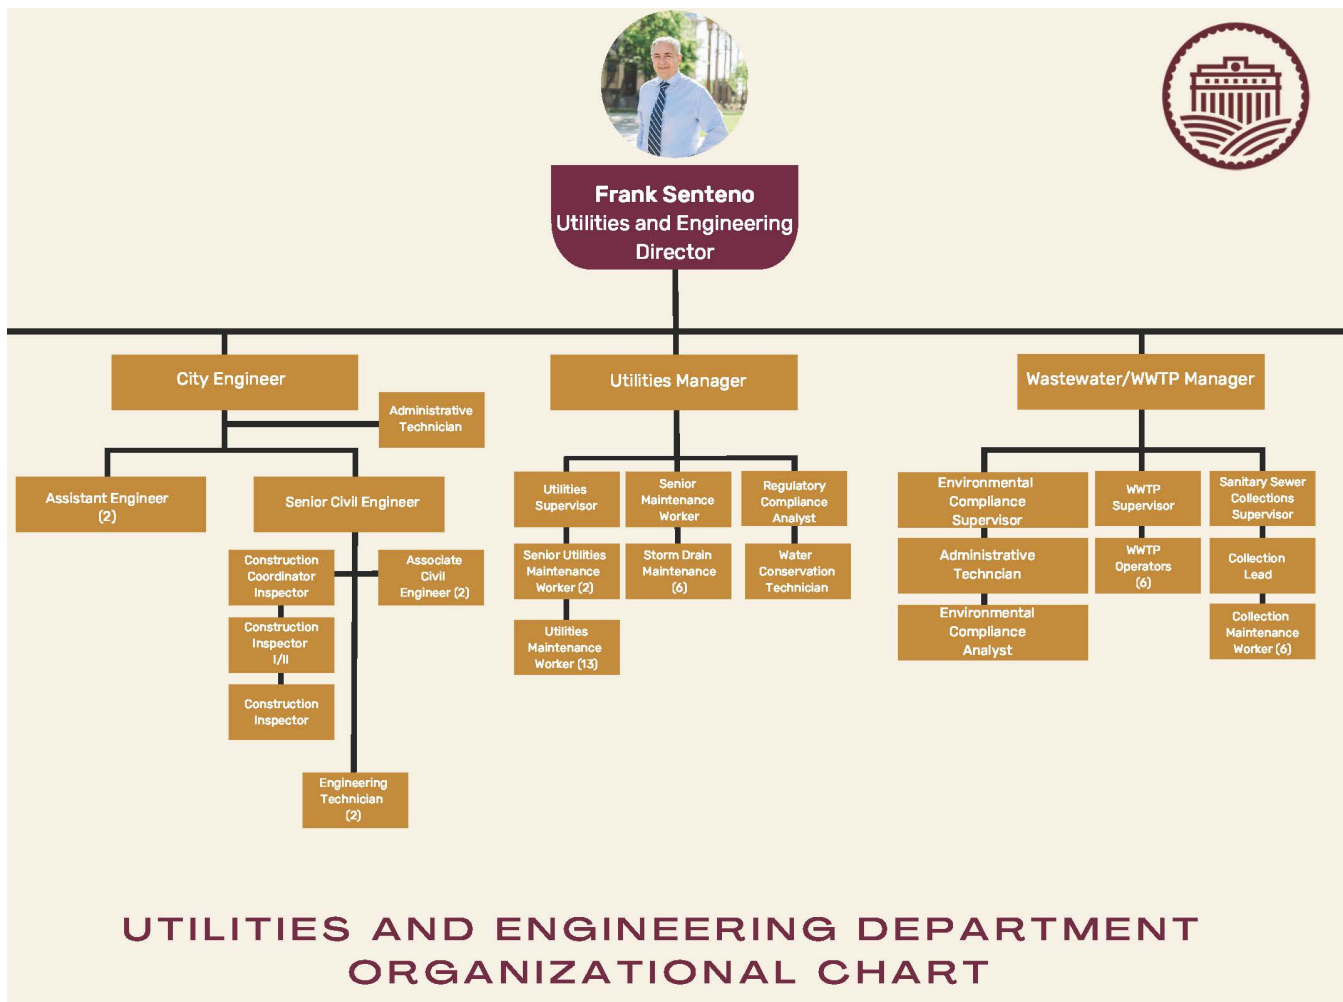 Frank Senteno
Utilities and Engineering
Director
City Engineer
Administrative
Technician
Assistant Engineer
(2)
Senior Civil Engineer
Construction
Coordinator
Inspector
Associate
Civil
Engineer (2)
Construction
Inspector
I/II
Construction
Inspector
Engineering
Technician
(2)
Utilities Manager
Utilities
Supervisor
Senior Utilities
Maintenance
Worker (2)
Utilities
Maintenance
Worker (13)
Senior
Maintenance
Worker
Storm Drain
Maintenance
(6)
Regulatory
Compliance
Analyst
Water
Conservation
Technician
Wastewater/WWTP Manager
Environmental
Compliance
Supervisor
Administrative
Techncian
Environmental
Compliance
Analyst
WWTP
Supervisor
WWTP
Operators
(6)
Sanitary Sewer
Collections
Supervisor
Collection
Lead
Collection
Maintenance
Worker (6)
UTILITIES AND ENGINEERING DEPARTMENT
ORGANIZATIONAL CHART